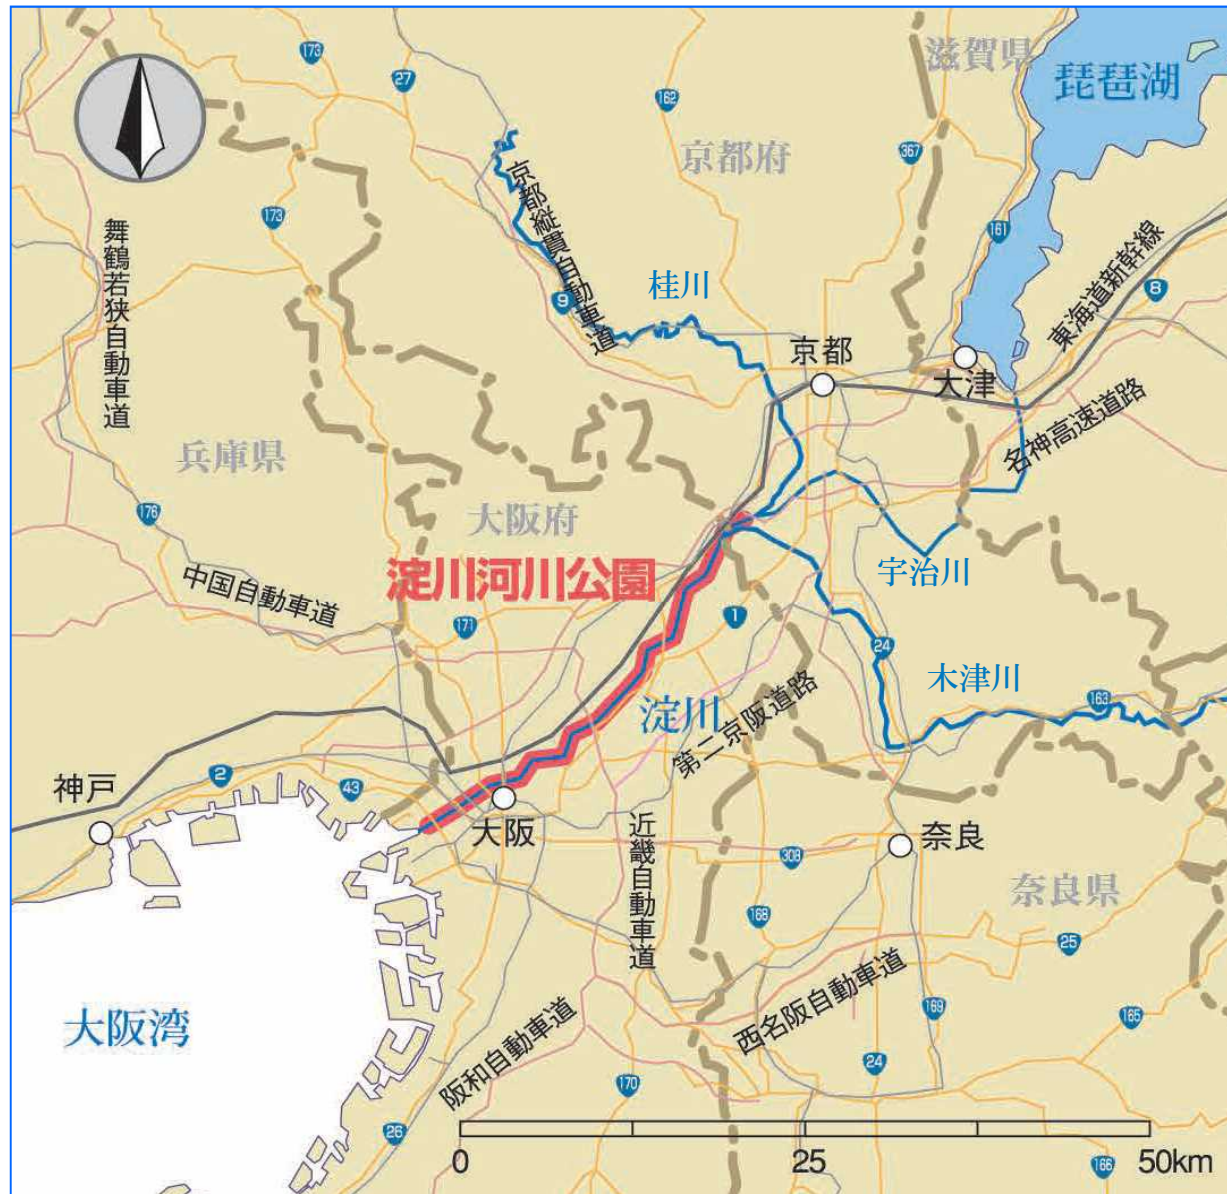 滋賀県
琵琶湖
173
27
162
京都府
367
173
京都縦貫自動車道
161
舞鶴若狭自動車道
東海道新幹線
8
桂川
9
京都
大津
名神高速道路
兵庫県
176
大阪府
淀川河川公園
宇治川
中国自動車道
171
1
24
木津川
163
淀川
第二京阪道路
神戸
2
43
大阪
近畿自動車道
奈良
308
奈良県
168
25
大阪湾
西名阪自動車道
阪和自動車道
169
165
24
170
26
0
25
50km
166